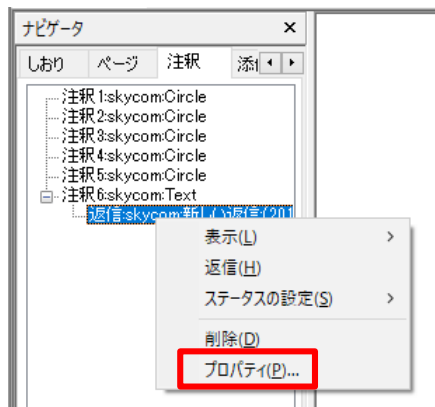 ナビゲータ ×
しおり ページ 注釈 添
注釈1:skycom:Circle
注釈2:skycom:Circle
注釈3:skycom:Circle
注釈4:skycom:Circle
注釈5:skycom:Circle
注釈6:skycom:Text
返信:skycom:新しい返信(201
表示(L) >
返信(H)
ステータスの設定(S) >
削除(D)
プロパティ(P)...